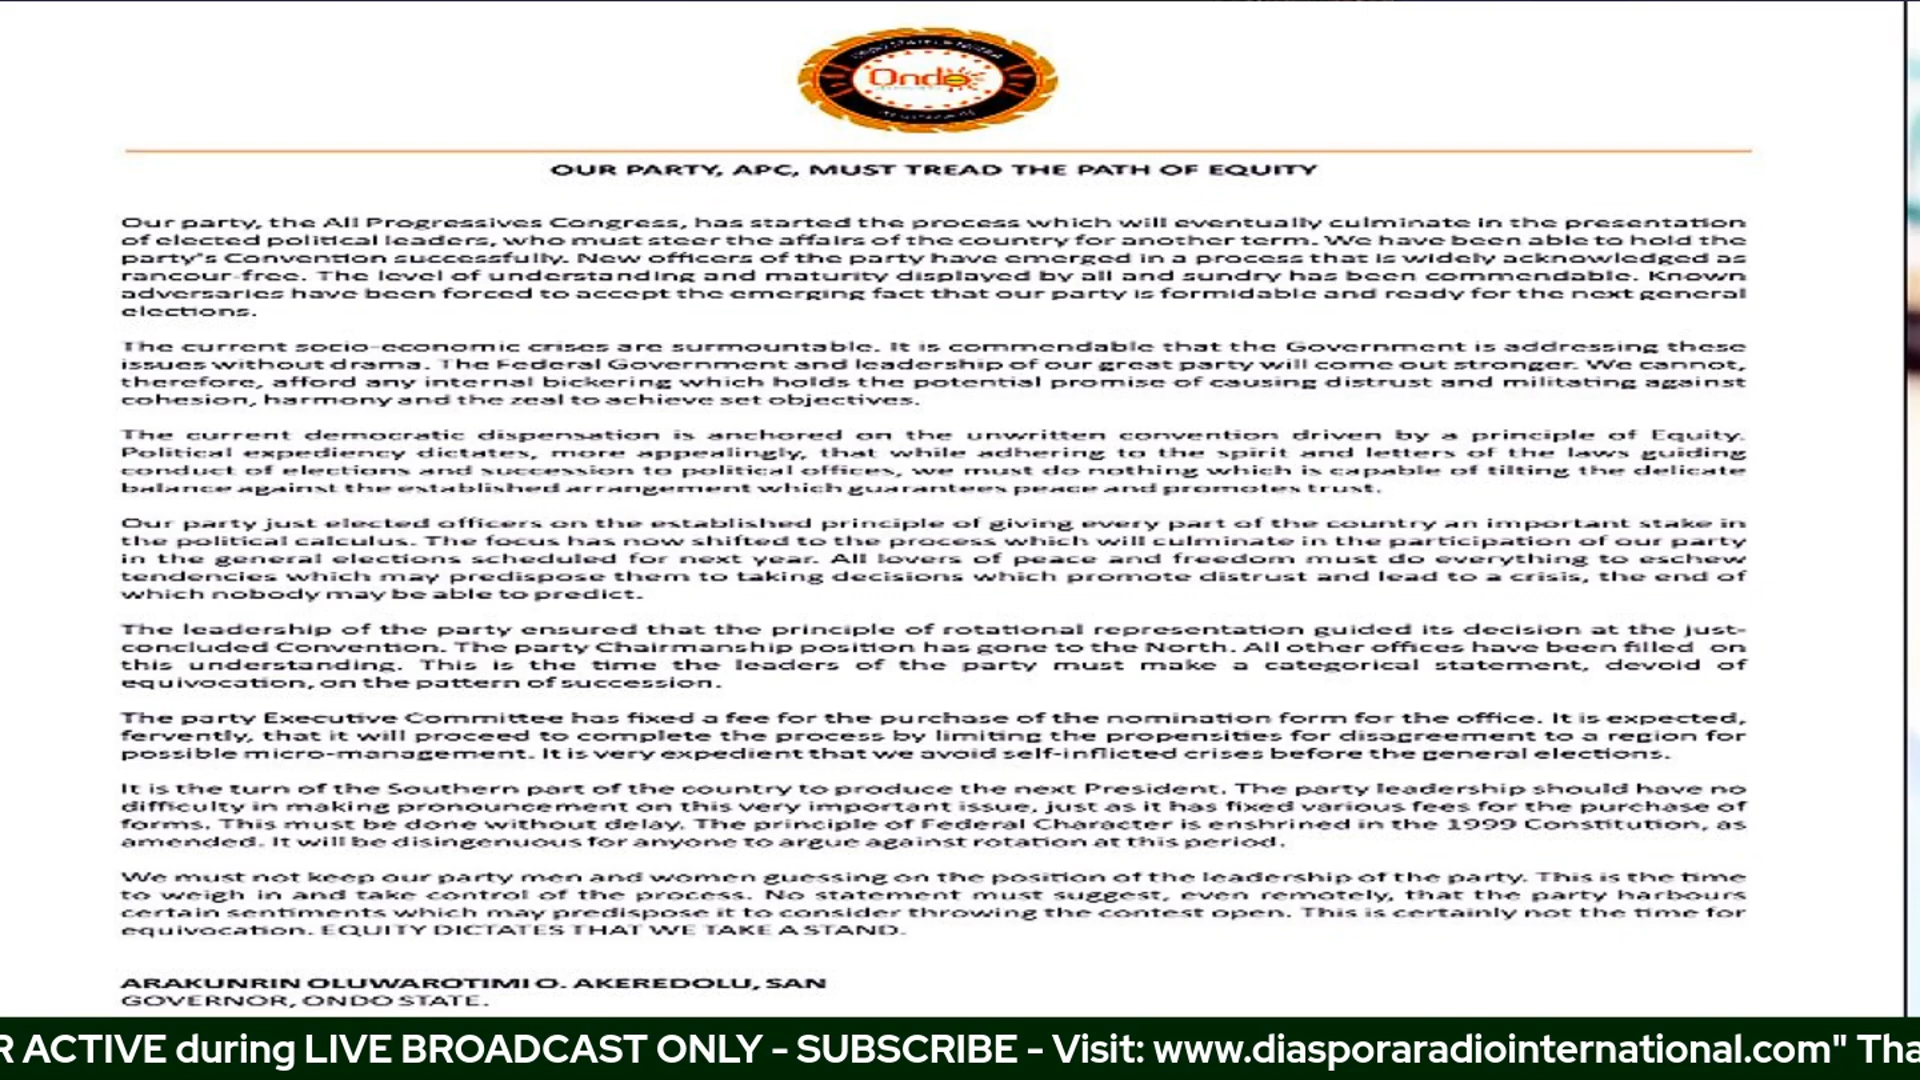 Ondo
OUR PARTY, APC, MUST TREAD THE PATH OF EQUITY
Our party, the All Progressives Congress, has started the process which will eventually culminate in the presentation
of elected political leaders, who must steer the affairs of the country for another term. We have been able to hold the
party's Convention successfully. New officers of the party have emerged in a process that is widely acknowledged as
rancour-free. The level of understanding and maturity displayed by all and sundry has been commendable. Known
adversaries have been forced to accept the emerging fact that our party is formidable and ready for the next general
elections.
The current socio-economic crises are surmountable. It is commendable that the Government is addressing these
issues without drama. The Federal Government and leadership of our great party will come out stronger. We cannot,
therefore, afford any internal bickering which holds the potential promise of causing distrust and militating against
cohesion, harmony and the zeal to achieve set objectives.
The current democratic dispensation is anchored on the unwritten convention driven by a principle of Equity.
Political expediency dictates, more appealingly, that while adhering to the spirit and letters of the laws guiding
conduct of elections and succession to political offices, we must do nothing which is capable of tilting the delicate
balance against the established arrangement which guarantees peace and promotes trust.
Our party just elected officers on the established principle of giving every part of the country an important stake in
the political calculus. The focus has now shifted to the process which will culminate in the participation of our party
in the general elections scheduled for next year. All lovers of peace and freedom must do everything to eschew
tendencies which may predispose them to taking decisions which promote distrust and lead to a crisis, the end of
which nobody may be able to predict.
The leadership of the party ensured that the principle of rotational representation guided its decision at the just-
concluded Convention. The party Chairmanship position has gone to the North. All other offices have been filled on
this understanding. This is the time the leaders of the party must make a categorical statement, devoid of
equivocation, on the pattern of succession.
The party Executive Committee has fixed a fee for the purchase of the nomination form for the office. It is expected,
fervently, that it will proceed to complete the process by limiting the propensities for disagreement to a region for
possible micro-management. It is very expedient that we avoid self-inflicted crises before the general elections.
It is the turn of the Southern part of the country to produce the next President. The party leadership should have no
difficulty in making pronouncement on this very important issue, just as it has fixed various fees for the purchase of
forms. This must be done without delay. The principle of Federal Character is enshrined in the 1999 Constitution, as
amended. It will be disingenuous for anyone to argue against rotation at this period.
We must not keep our party men and women guessing on the position of the leadership of the party. This is the time
to weigh in and take control of the process. No statement must suggest, even remotely, that the party harbours
certain sentiments which may predispose it to consider throwing the contest open. This is certainly not the time for
equivocation. EQUITY DICTATES THAT WE TAKE A STAND.
ARAKUNRIN OLUWAROTIMI O. AKEREDOLU, SAN
GOVERNOR, ONDO STATE.
R ACTIVE during LIVE BROADCAST ONLY - SUBSCRIBE - Visit: www.diasporaradiointernational.com" Tha